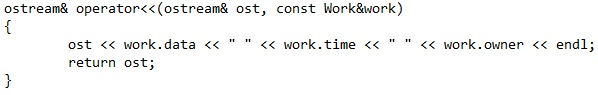 ostream& operator<<(ostream& ost, const Work&work)
{
        ost << work.data << " " << work.time << " " << work.owner << endl;
        return ost;
}